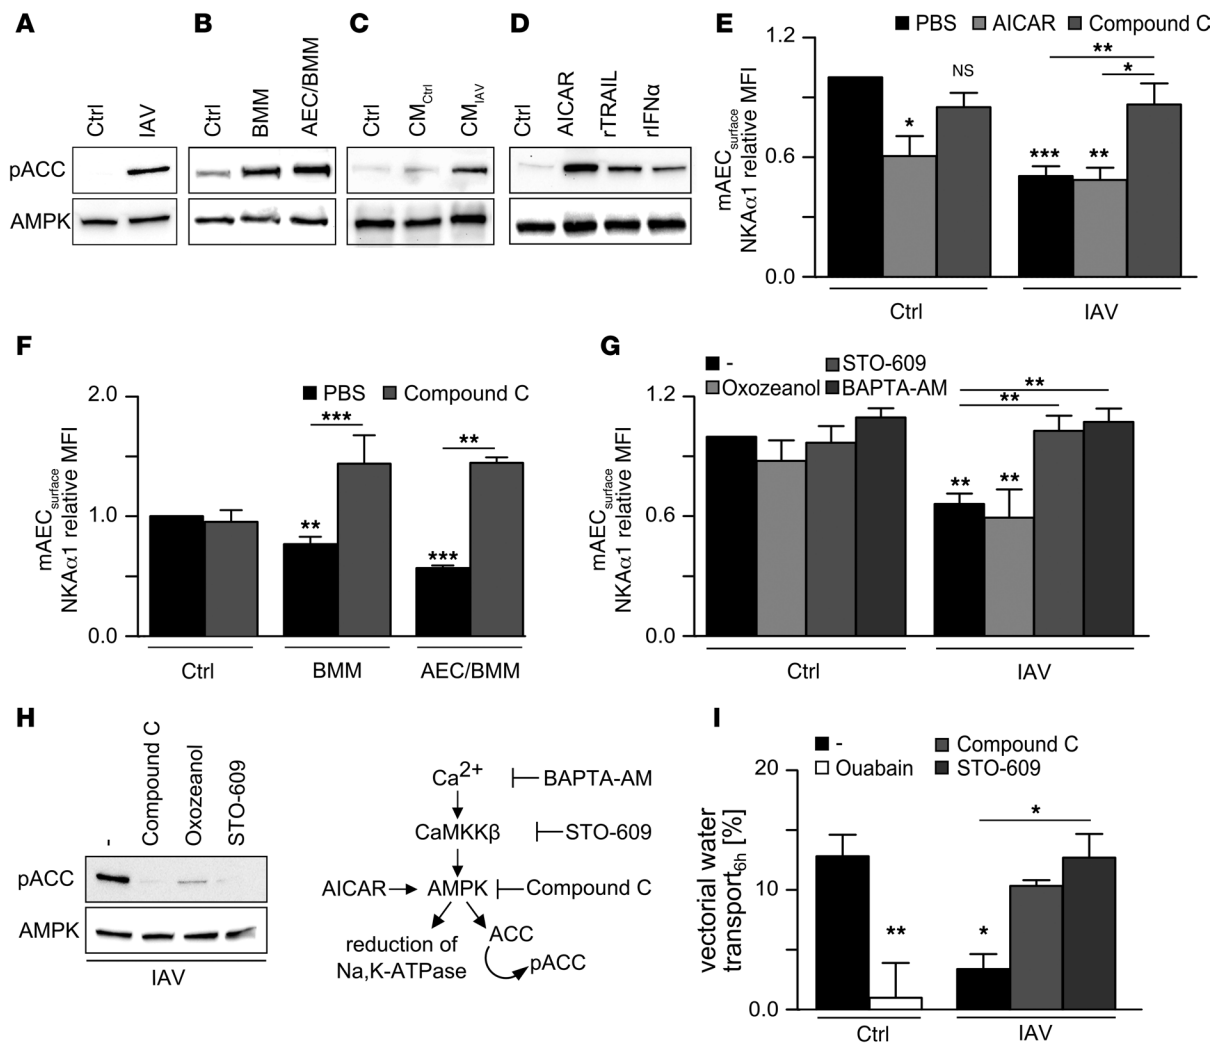 A
Ctrl
IAV
pACC
AMPK
B
Ctrl
BMM
AEC/BMM
C
Ctrl
CMCtrl
CMIAV
D
Ctrl
AICAR
rTRAIL
rIFNα
E
PBS AICAR Compound C
mAECsurface
NKAα1 relative MFI
1.2
0.6
0.0
*
NS
***
**
**
*
Ctrl
IAV
F
PBS Compound C
mAECsurface
NKAα1 relative MFI
2.0
1.0
0.0
**
***
***
**
Ctrl
BMM
AEC/BMM
G
- STO-609
Oxozeanol BAPTA-AM
mAECsurface
NKAα1 relative MFI
1.2
0.6
0.0
**
**
**
**
Ctrl
IAV
H
-
Compound C
Oxozeanol
STO-609
pACC
AMPK
IAV
Ca2+ BAPTA-AM
CaMKKβ STO-609
AICAR AMPK Compound C
reduction of
Na,K-ATPase
ACC
pACC
I
- Compound C
Ouabain STO-609
vectorial water
transport6h [%]
20
10
0.0
**
*
*
Ctrl
IAV